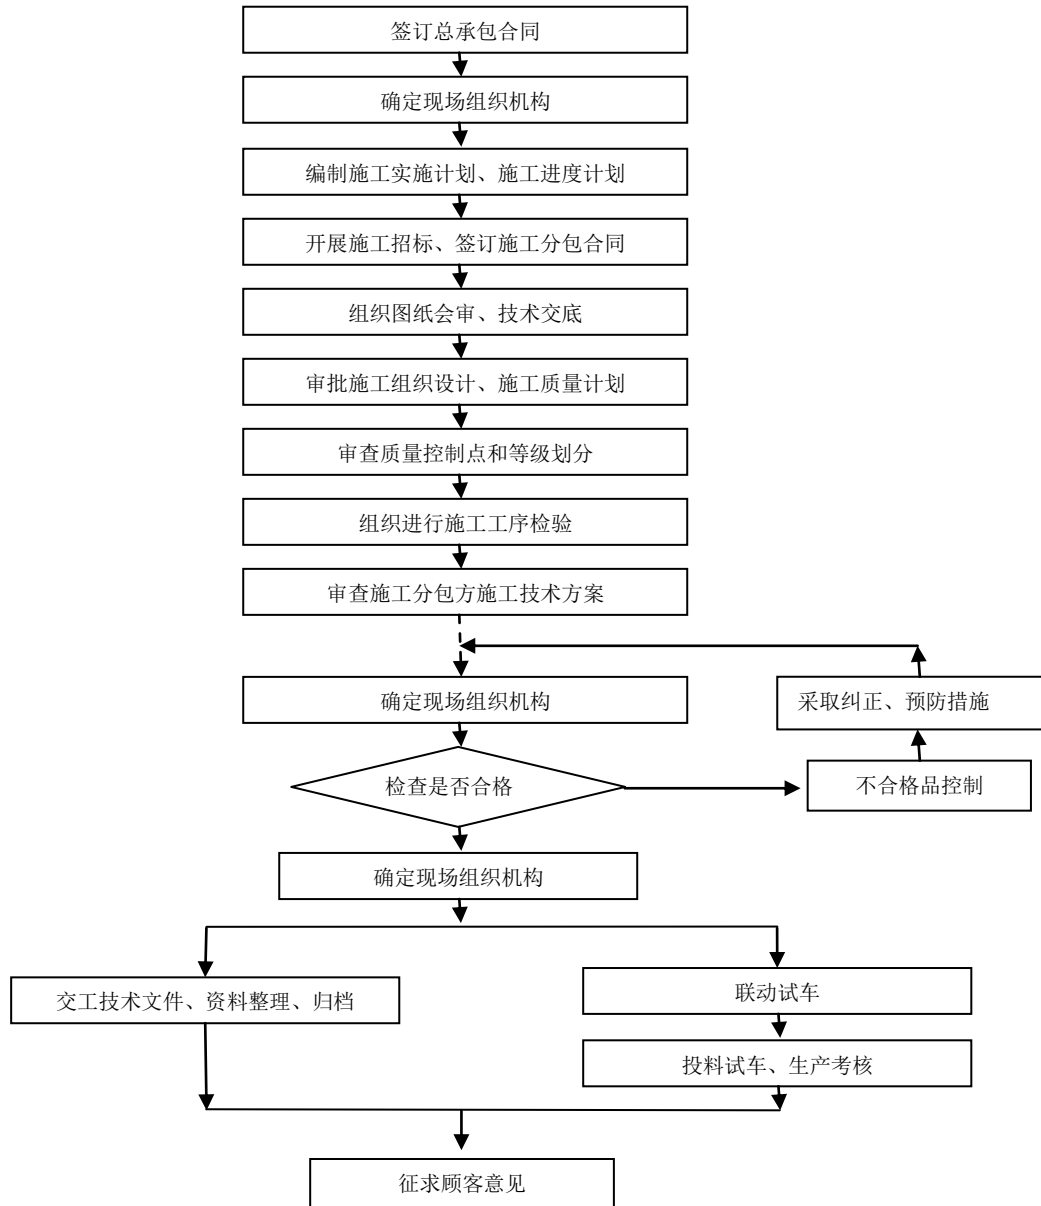 签订总承包合同
确定现场组织机构
编制施工实施计划、施工进度计划
开展施工招标、签订施工分包合同
组织图纸会审、技术交底
审批施工组织设计、施工质量计划
审查质量控制点和等级划分
组织进行施工工序检验
审查施工分包方施工技术方案
确定现场组织机构
采取纠正、预防措施
检查是否合格
不合格品控制
确定现场组织机构
交工技术文件、资料整理、归档
联动试车
投料试车、生产考核
征求顾客意见